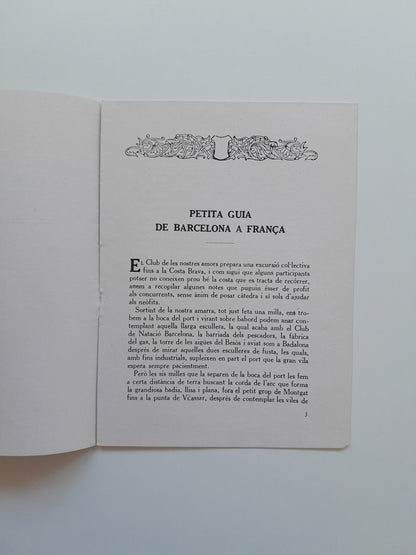 PETITA GUIA
DE BARCELONA A FRANÇA
EL Club de les nostres amors prepara una excursió col·lectiva
fins a la Costa Brava, i com sigui que alguns participants
potser no coneixen prou bé la costa que es tracta de recórrer,
anem a recopilar algunes notes que puguin ésser de profit
als concurrents, sense ànim de posar càtedra i sí sols d'ajudar
als neòfits.
Sortint de la nostra amarra, tot just feta una milla, ens tro-
bem a la boca del port i virant sobre babord podem anar con-
templant aquella llarga escullera, la qual acaba amb el Club
de Natació Barcelona, la barriada dels pescadors, la fàbrica
del gas, la torre de les aigües del Besòs i aviat som a Badalona
després de mirar aquelles dues esculleres de fusta, les quals,
amb fins industrials, supleixen en part el port que la gran vila
espera sempre pacientment.
Però les sis milles que la separen de la boca del port les fem
a certa distància de terra buscant la corda de l'arc que forma
la grandiosa badia, llisa i plana, fora el petit grop de Montgat
fins a la punta de Vcasser, després de contemplar les viles de
3